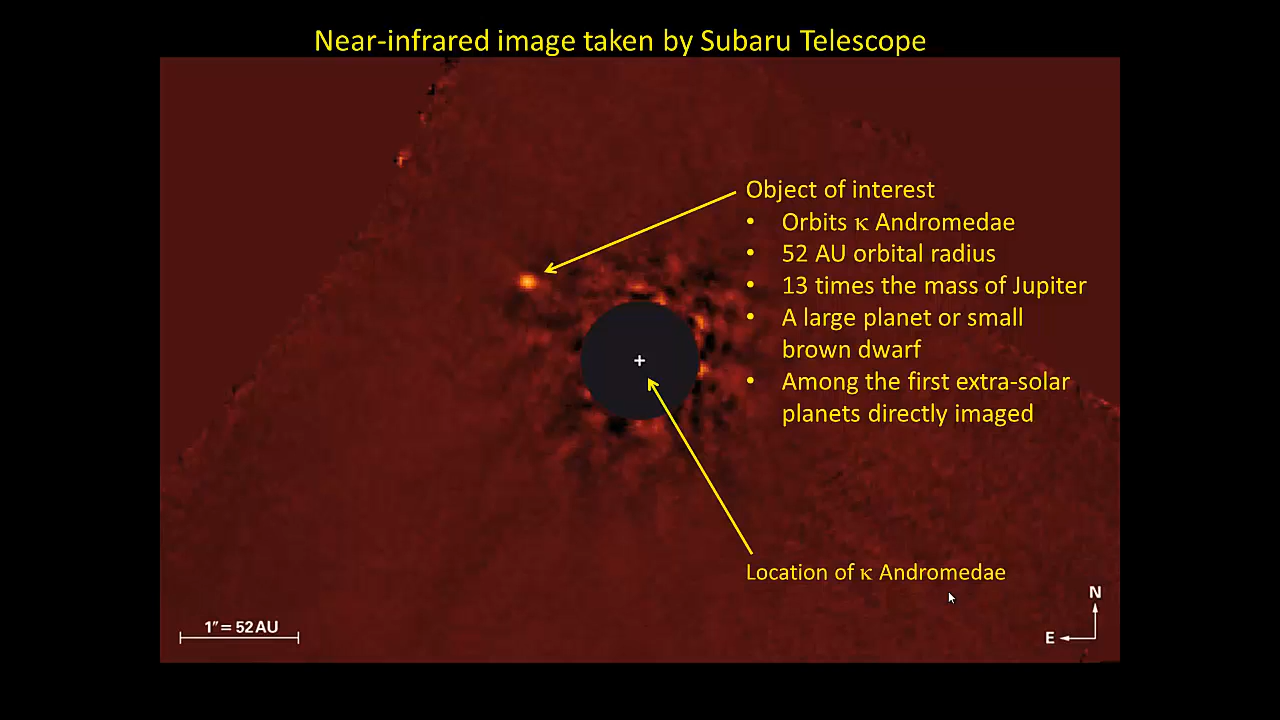 Near-infrared image taken by Subaru Telescope
Object of interest
• Orbits κ Andromedae
• 52 AU orbital radius
• 13 times the mass of Jupiter
• A large planet or small
brown dwarf
• Among the first extra-solar
planets directly imaged
Location of κ Andromedae
1″ = 52 AU
N
E